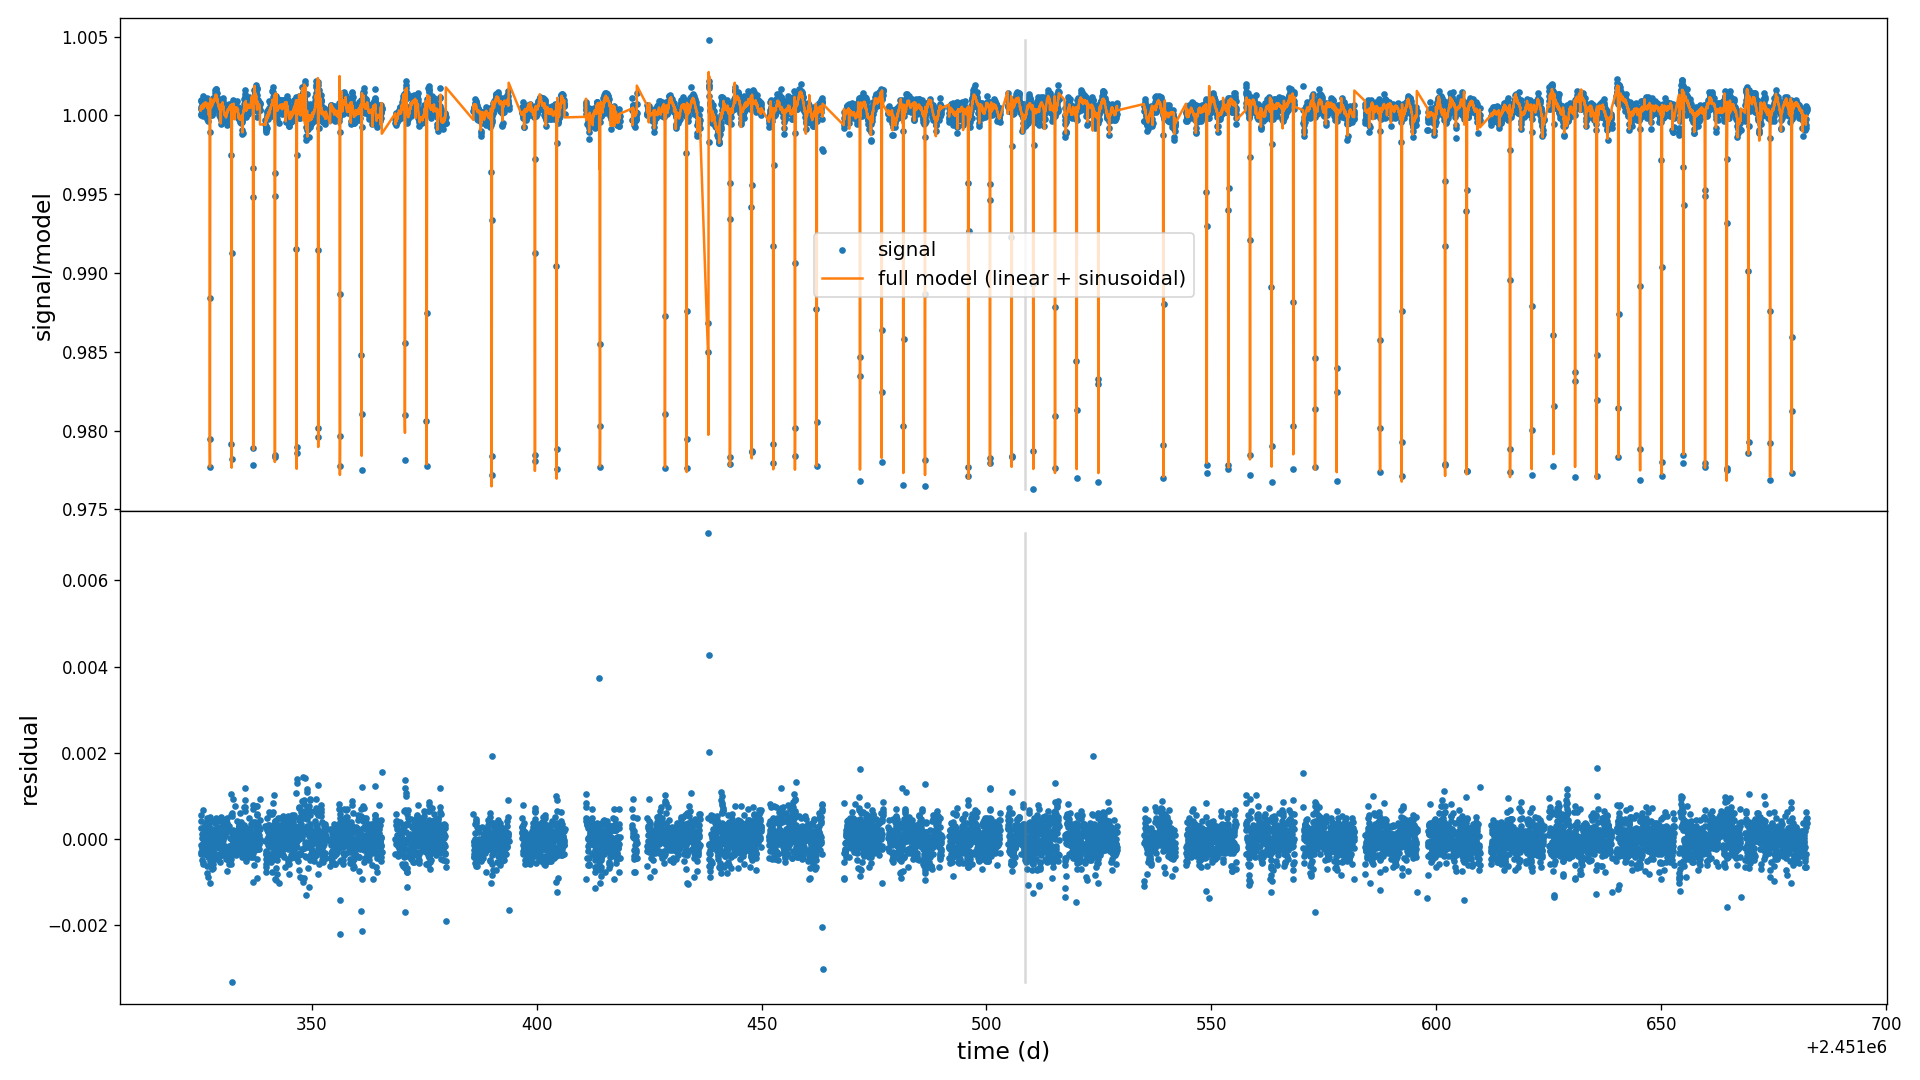 1.005
1.000
0.995
0.990
0.985
0.980
0.975
signal/model
signal
full model (linear + sinusoidal)
0.006
0.004
0.002
0.000
−0.002
residual
350 400 450 500 550 600 650 700
time (d)
+2.451e6